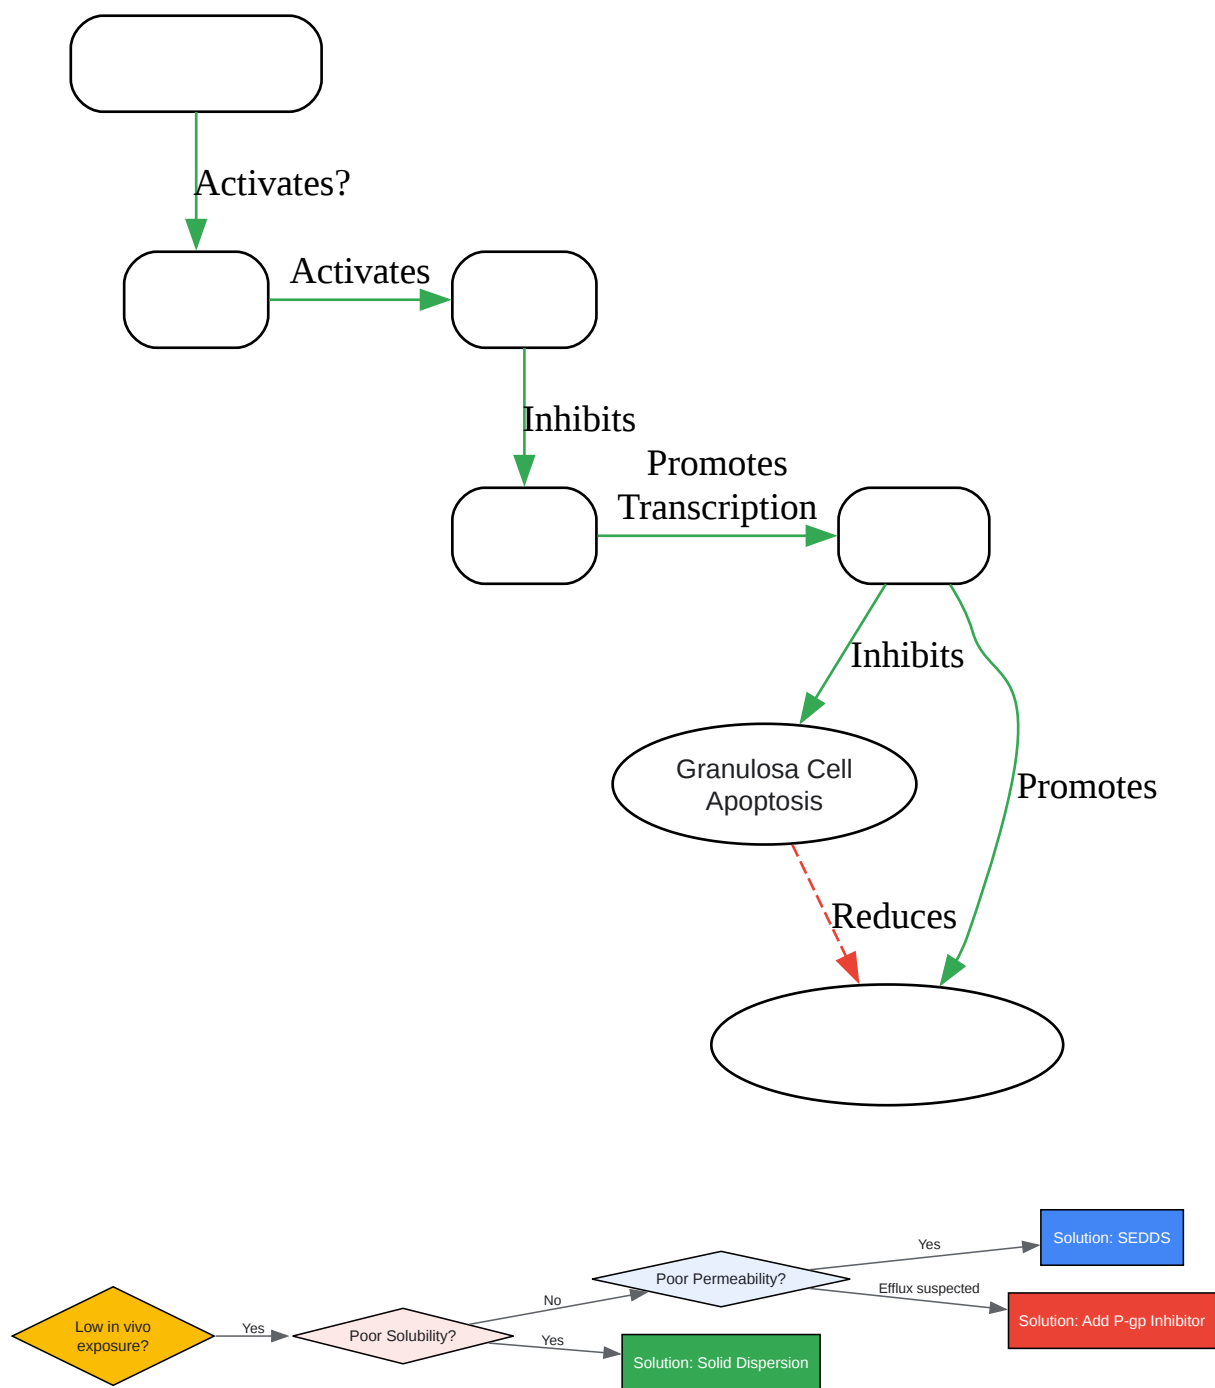 Activates?
Activates
Inhibits
Promotes
Transcription
Inhibits
Granulosa Cell
Apoptosis
Promotes
Reduces
Yes
Solution: SEDDS
Poor Permeability?
Efflux suspected
No
Solution: Add P-gp Inhibitor
Low in vivo
exposure?
Yes
Poor Solubility?
Yes
Solution: Solid Dispersion